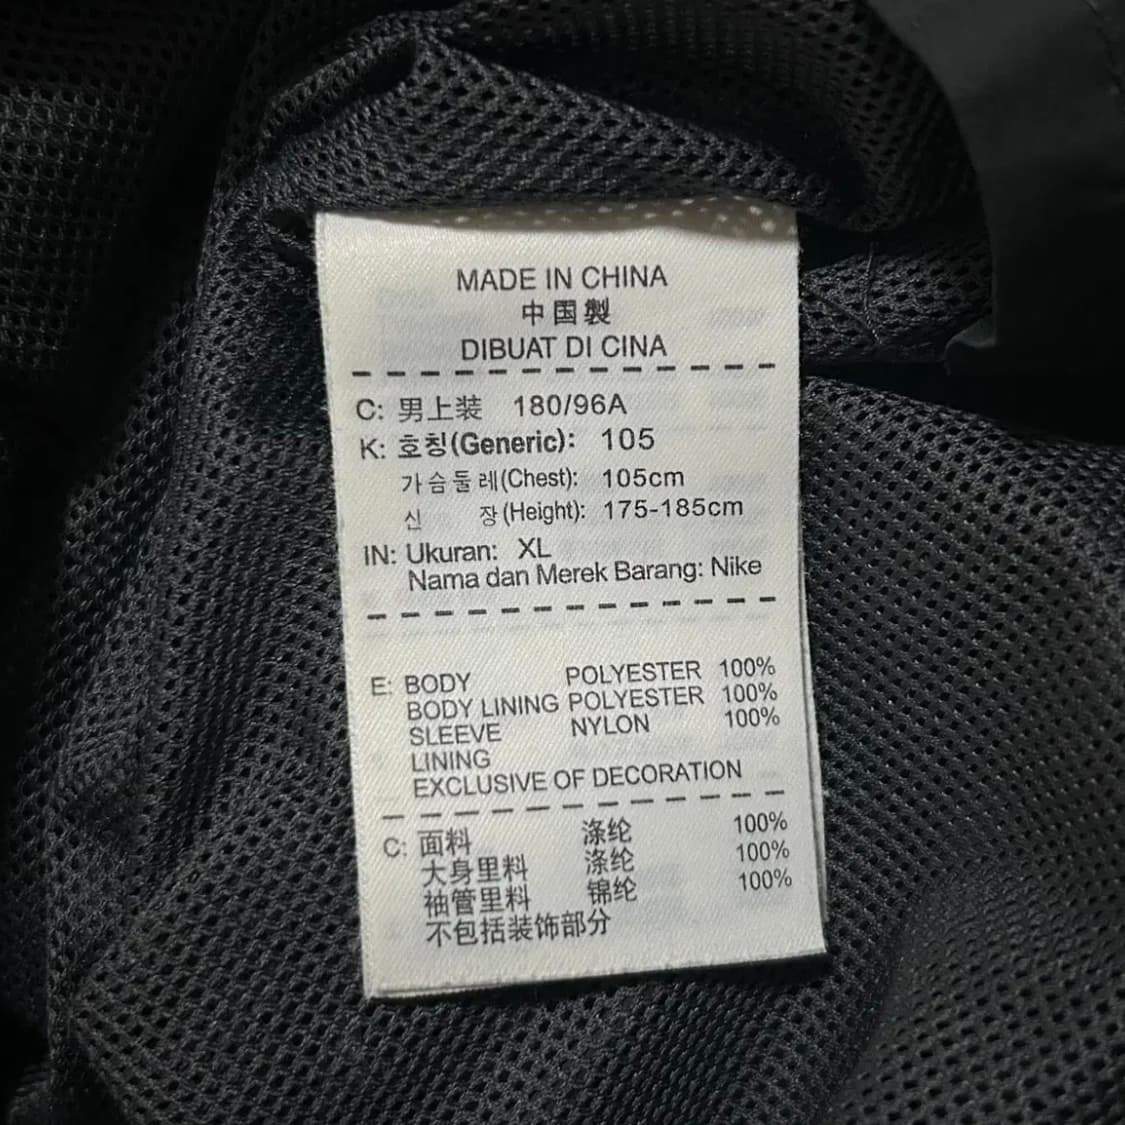 MADE IN CHINA
中国製
DIBUAT DI CINA
C: 男上装 180/96A
K: 호칭(Generic): 105
가슴둘레(Chest): 105cm
신 장(Height): 175-185cm
IN: Ukuran: XL
Nama dan Merek Barang: Nike
E: BODY POLYESTER 100%
BODY LINING POLYESTER 100%
SLEEVE NYLON 100%
LINING
EXCLUSIVE OF DECORATION
C: 面料 涤纶 100%
大身里料 涤纶 100%
袖管里料 锦纶 100%
不包括装饰部分